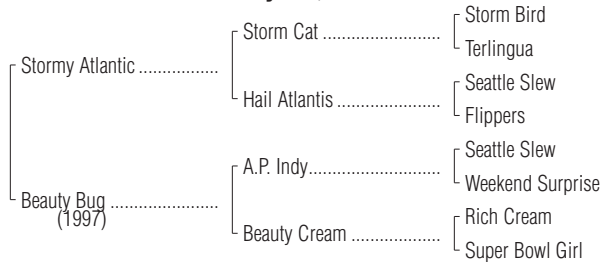 Storm Bird
Storm Cat ........................
Terlingua
Stormy Atlantic ................
Seattle Slew
Hail Atlantis .....................
Flippers
Seattle Slew
A.P. Indy...........................
Weekend Surprise
Beauty Bug ......................
(1997)
Rich Cream
Beauty Cream ..................
Super Bowl Girl